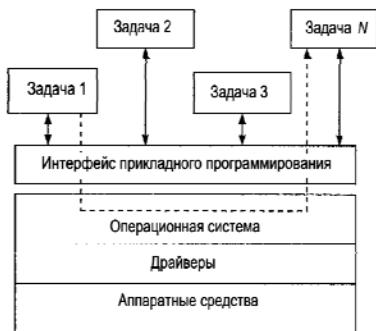 Задача 2
Задача N
Задача 1
Задача 3
Интерфейс прикладного программирования
Операционная система
Драйверы
Аппаратные средства